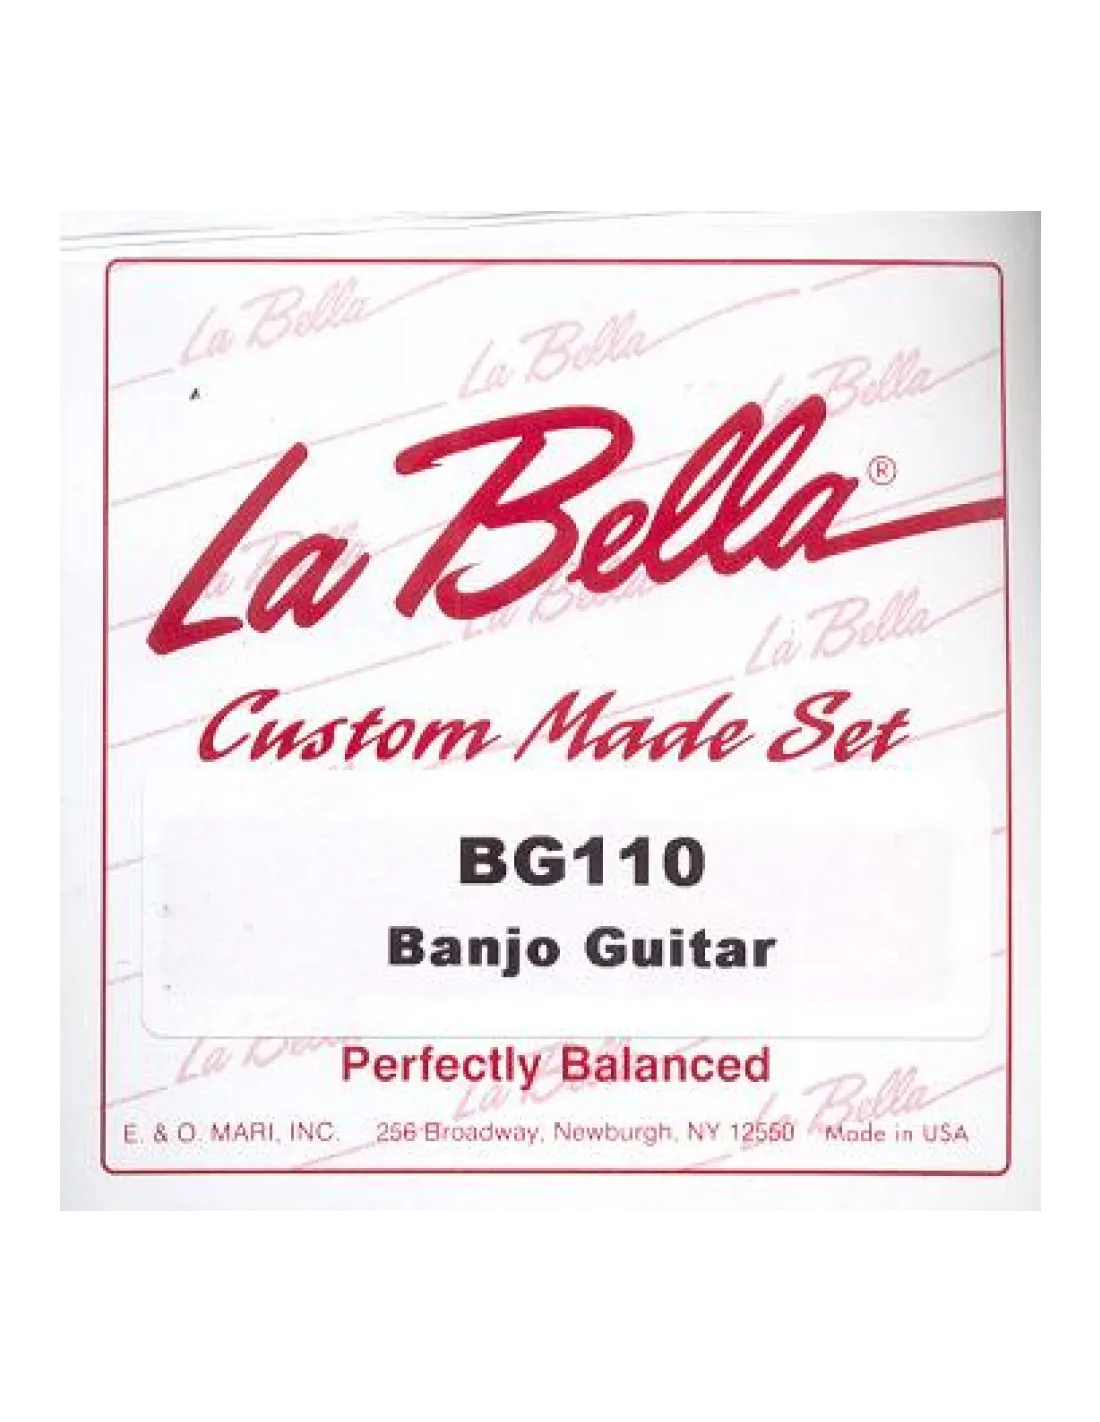 La Bella®
Custom Made Set
BG110
Banjo Guitar
Perfectly Balanced
E. & O. MARI, INC. 256 Broadway, Newburgh, NY 12550 Made in USA